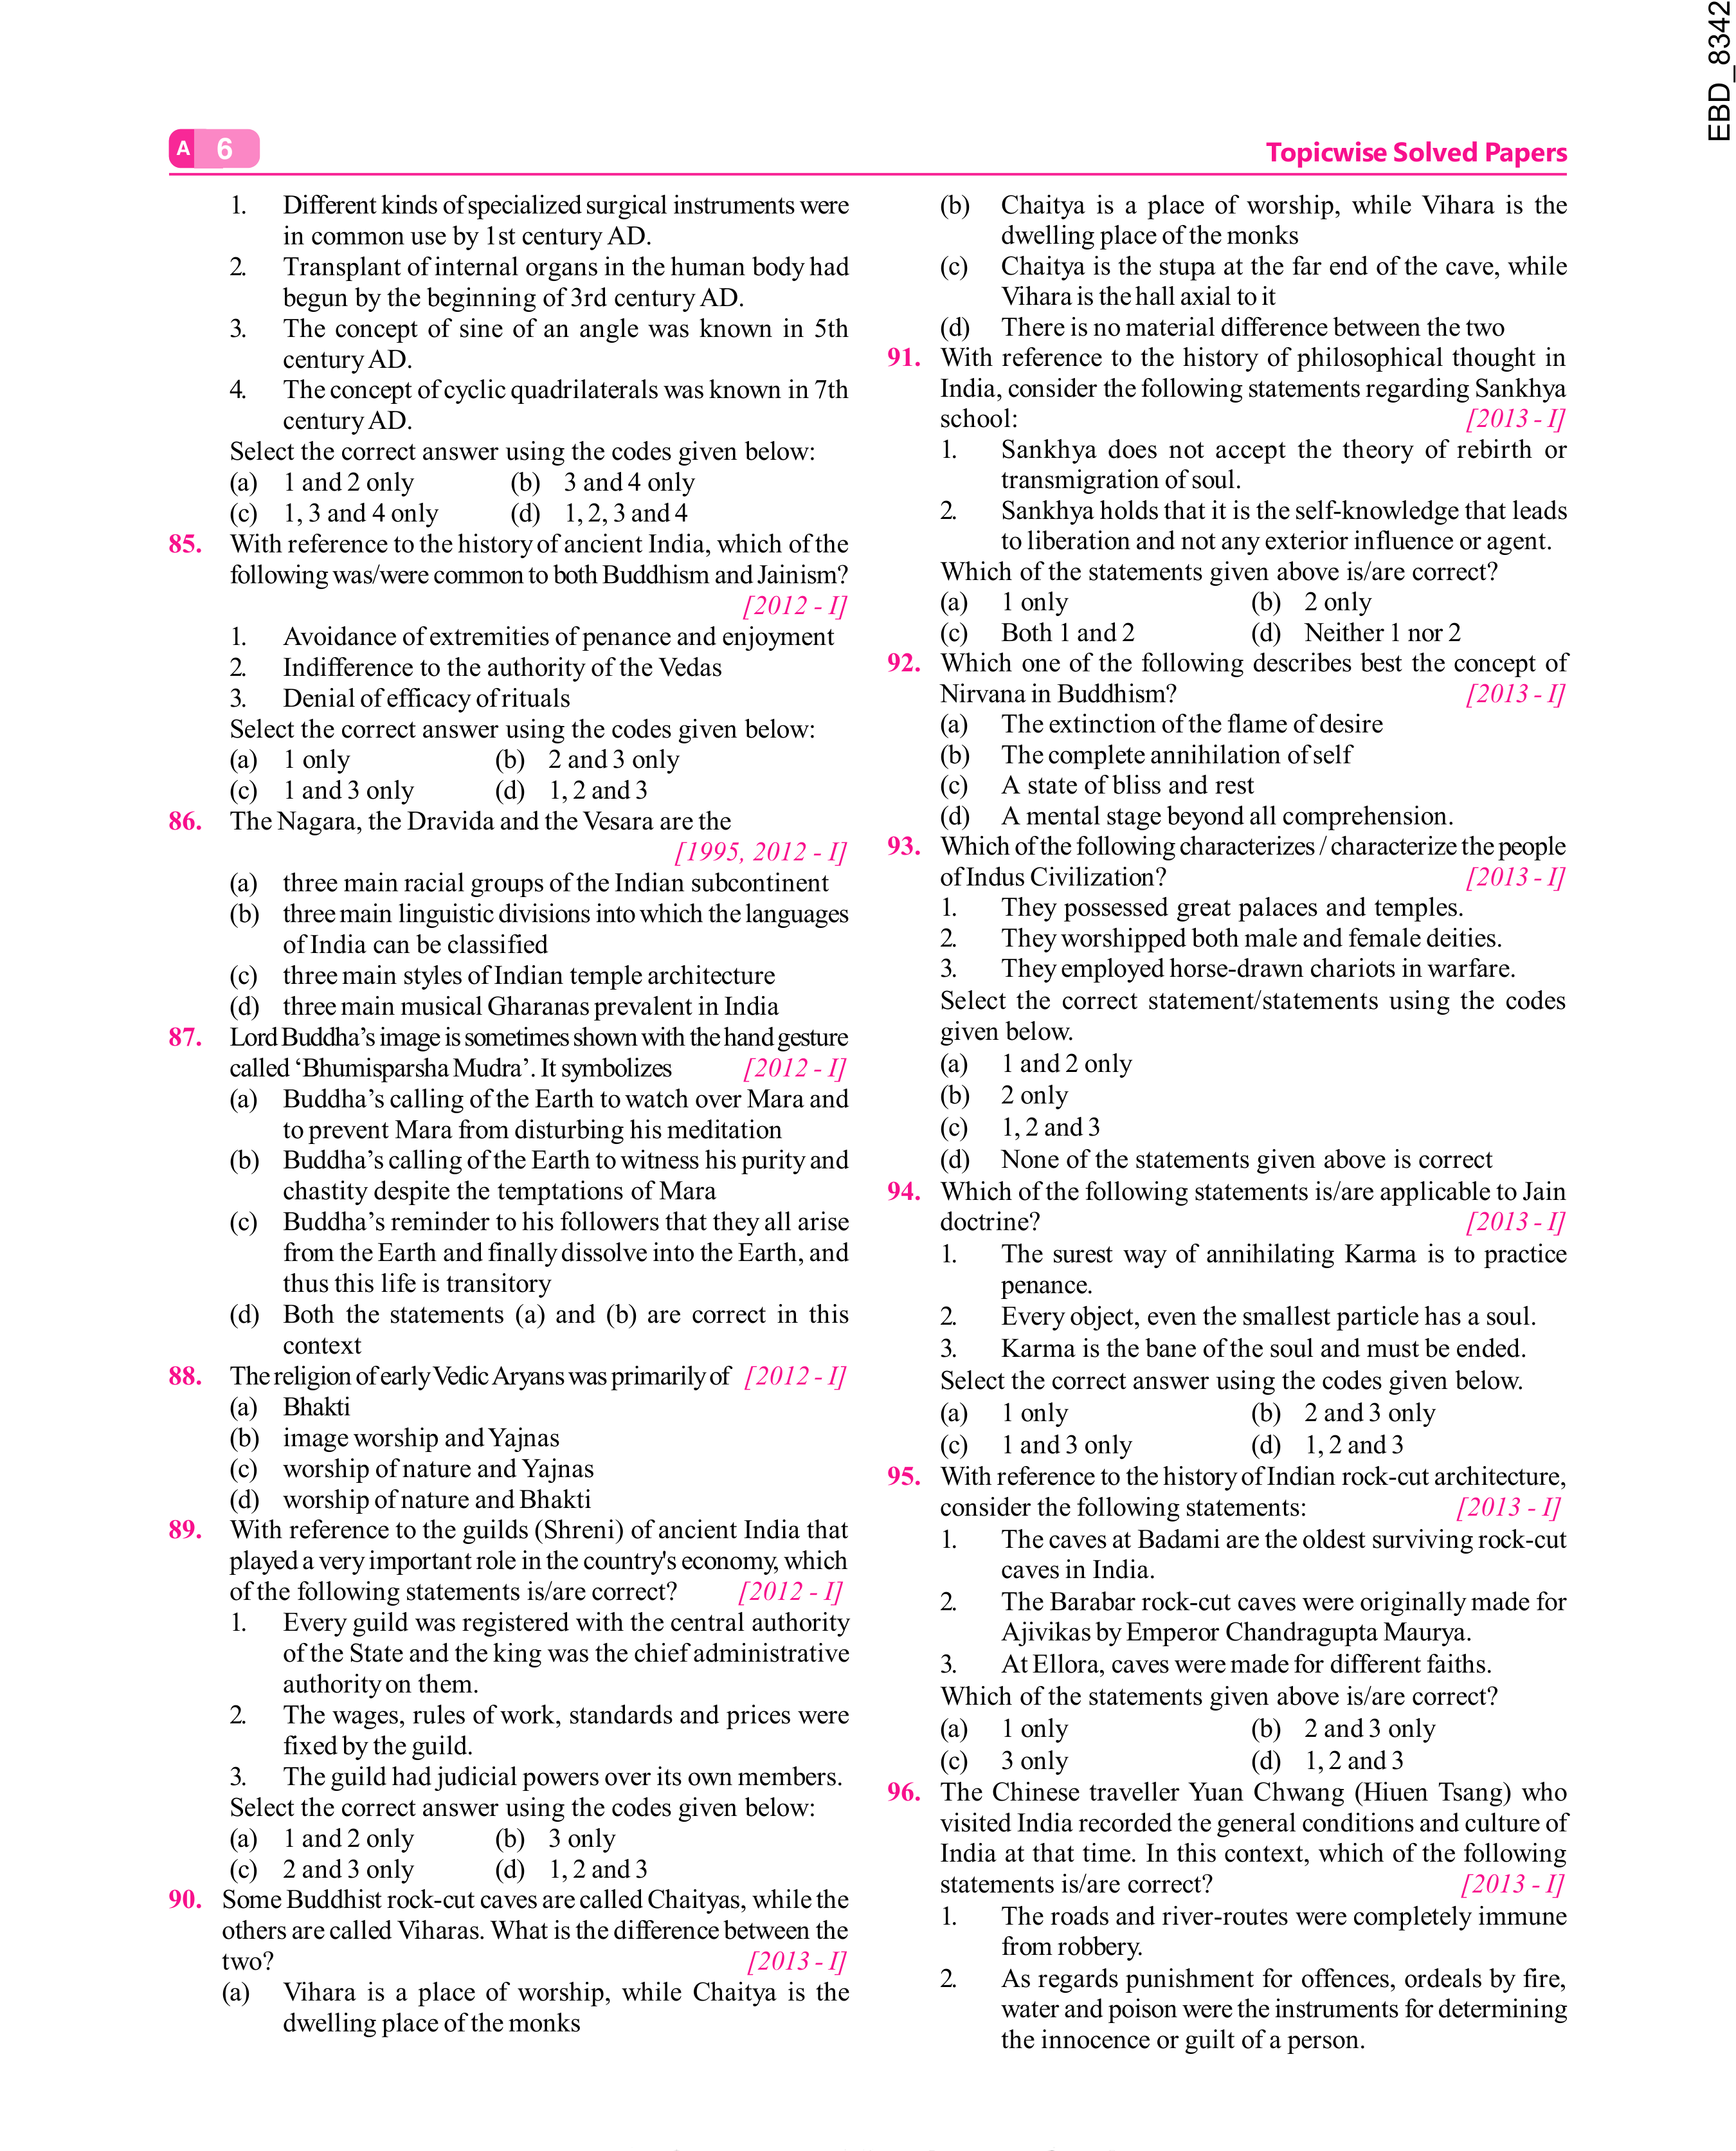 EBD_8342
A 6
Topicwise Solved Papers
1. Different kinds of specialized surgical instruments were
in common use by 1st century AD.
2. Transplant of internal organs in the human body had
begun by the beginning of 3rd century AD.
3. The concept of sine of an angle was known in 5th
century AD.
4. The concept of cyclic quadrilaterals was known in 7th
century AD.
Select the correct answer using the codes given below:
(a) 1 and 2 only (b) 3 and 4 only
(c) 1, 3 and 4 only (d) 1, 2, 3 and 4
85. With reference to the history of ancient India, which of the
following was/were common to both Buddhism and Jainism?
[2012 - I]
1. Avoidance of extremities of penance and enjoyment
2. Indifference to the authority of the Vedas
3. Denial of efficacy of rituals
Select the correct answer using the codes given below:
(a) 1 only (b) 2 and 3 only
(c) 1 and 3 only (d) 1, 2 and 3
86. The Nagara, the Dravida and the Vesara are the
[1995, 2012 - I]
(a) three main racial groups of the Indian subcontinent
(b) three main linguistic divisions into which the languages
of India can be classified
(c) three main styles of Indian temple architecture
(d) three main musical Gharanas prevalent in India
87. Lord Buddha’s image is sometimes shown with the hand gesture
called ‘Bhumisparsha Mudra’. It symbolizes [2012 - I]
(a) Buddha’s calling of the Earth to watch over Mara and
to prevent Mara from disturbing his meditation
(b) Buddha’s calling of the Earth to witness his purity and
chastity despite the temptations of Mara
(c) Buddha’s reminder to his followers that they all arise
from the Earth and finally dissolve into the Earth, and
thus this life is transitory
(d) Both the statements (a) and (b) are correct in this
context
88. The religion of early Vedic Aryans was primarily of [2012 - I]
(a) Bhakti
(b) image worship and Yajnas
(c) worship of nature and Yajnas
(d) worship of nature and Bhakti
89. With reference to the guilds (Shreni) of ancient India that
played a very important role in the country's economy, which
of the following statements is/are correct? [2012 - I]
1. Every guild was registered with the central authority
of the State and the king was the chief administrative
authority on them.
2. The wages, rules of work, standards and prices were
fixed by the guild.
3. The guild had judicial powers over its own members.
Select the correct answer using the codes given below:
(a) 1 and 2 only (b) 3 only
(c) 2 and 3 only (d) 1, 2 and 3
90. Some Buddhist rock-cut caves are called Chaityas, while the
others are called Viharas. What is the difference between the
two? [2013 - I]
(a) Vihara is a place of worship, while Chaitya is the
dwelling place of the monks
(b) Chaitya is a place of worship, while Vihara is the
dwelling place of the monks
(c) Chaitya is the stupa at the far end of the cave, while
Vihara is the hall axial to it
(d) There is no material difference between the two
91. With reference to the history of philosophical thought in
India, consider the following statements regarding Sankhya
school: [2013 - I]
1. Sankhya does not accept the theory of rebirth or
transmigration of soul.
2. Sankhya holds that it is the self-knowledge that leads
to liberation and not any exterior influence or agent.
Which of the statements given above is/are correct?
(a) 1 only (b) 2 only
(c) Both 1 and 2 (d) Neither 1 nor 2
92. Which one of the following describes best the concept of
Nirvana in Buddhism? [2013 - I]
(a) The extinction of the flame of desire
(b) The complete annihilation of self
(c) A state of bliss and rest
(d) A mental stage beyond all comprehension.
93. Which of the following characterizes / characterize the people
of Indus Civilization? [2013 - I]
1. They possessed great palaces and temples.
2. They worshipped both male and female deities.
3. They employed horse-drawn chariots in warfare.
Select the correct statement/statements using the codes
given below.
(a) 1 and 2 only
(b) 2 only
(c) 1, 2 and 3
(d) None of the statements given above is correct
94. Which of the following statements is/are applicable to Jain
doctrine? [2013 - I]
1. The surest way of annihilating Karma is to practice
penance.
2. Every object, even the smallest particle has a soul.
3. Karma is the bane of the soul and must be ended.
Select the correct answer using the codes given below.
(a) 1 only (b) 2 and 3 only
(c) 1 and 3 only (d) 1, 2 and 3
95. With reference to the history of Indian rock-cut architecture,
consider the following statements: [2013 - I]
1. The caves at Badami are the oldest surviving rock-cut
caves in India.
2. The Barabar rock-cut caves were originally made for
Ajivikas by Emperor Chandragupta Maurya.
3. At Ellora, caves were made for different faiths.
Which of the statements given above is/are correct?
(a) 1 only (b) 2 and 3 only
(c) 3 only (d) 1, 2 and 3
96. The Chinese traveller Yuan Chwang (Hiuen Tsang) who
visited India recorded the general conditions and culture of
India at that time. In this context, which of the following
statements is/are correct? [2013 - I]
1. The roads and river-routes were completely immune
from robbery.
2. As regards punishment for offences, ordeals by fire,
water and poison were the instruments for determining
the innocence or guilt of a person.